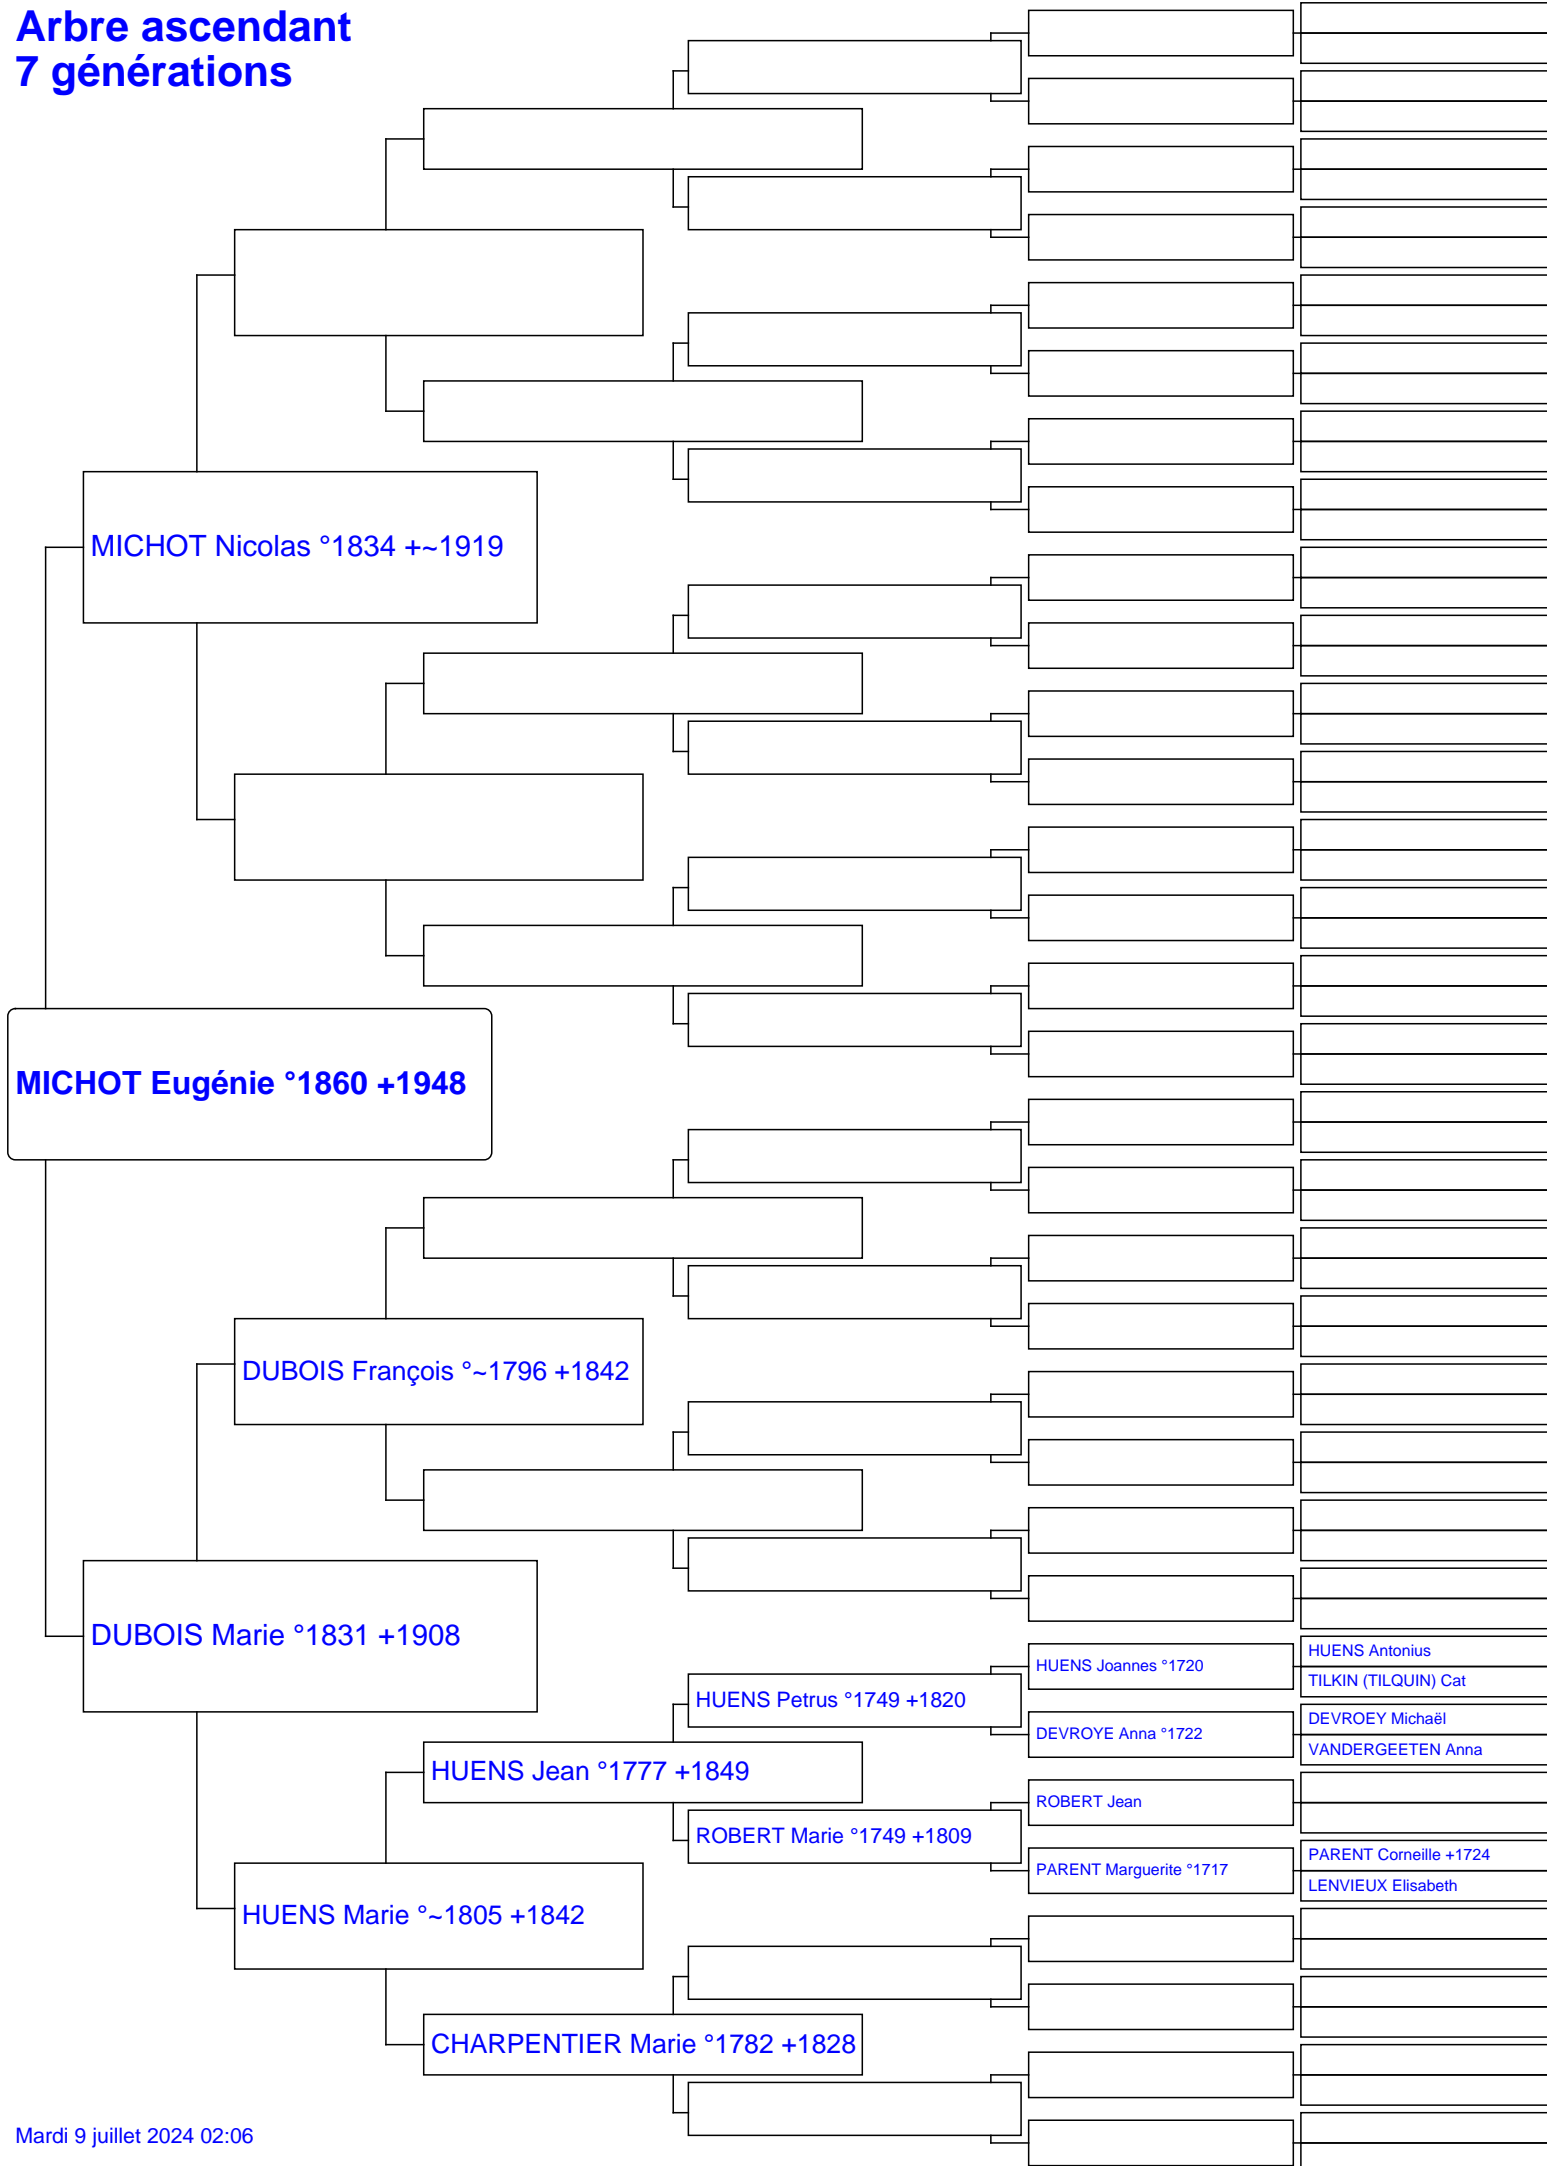 Arbre ascendant
7 générations
MICHOT Nicolas °1834 +~1919
MICHOT Eugénie °1860 +1948
DUBOIS François °~1796 +1842
DUBOIS Marie °1831 +1908
HUENS Joannes °1720
HUENS Antonius
TILKIN (TILQUIN) Cat
HUENS Petrus °1749 +1820
DEVROYE Anna °1722
DEVROEY Michaël
VANDERGEETEN Anna
HUENS Jean °1777 +1849
ROBERT Jean
ROBERT Marie °1749 +1809
PARENT Marguerite °1717
PARENT Corneille +1724
LENVIEUX Elisabeth
HUENS Marie °~1805 +1842
CHARPENTIER Marie °1782 +1828
Mardi 9 juillet 2024 02:06